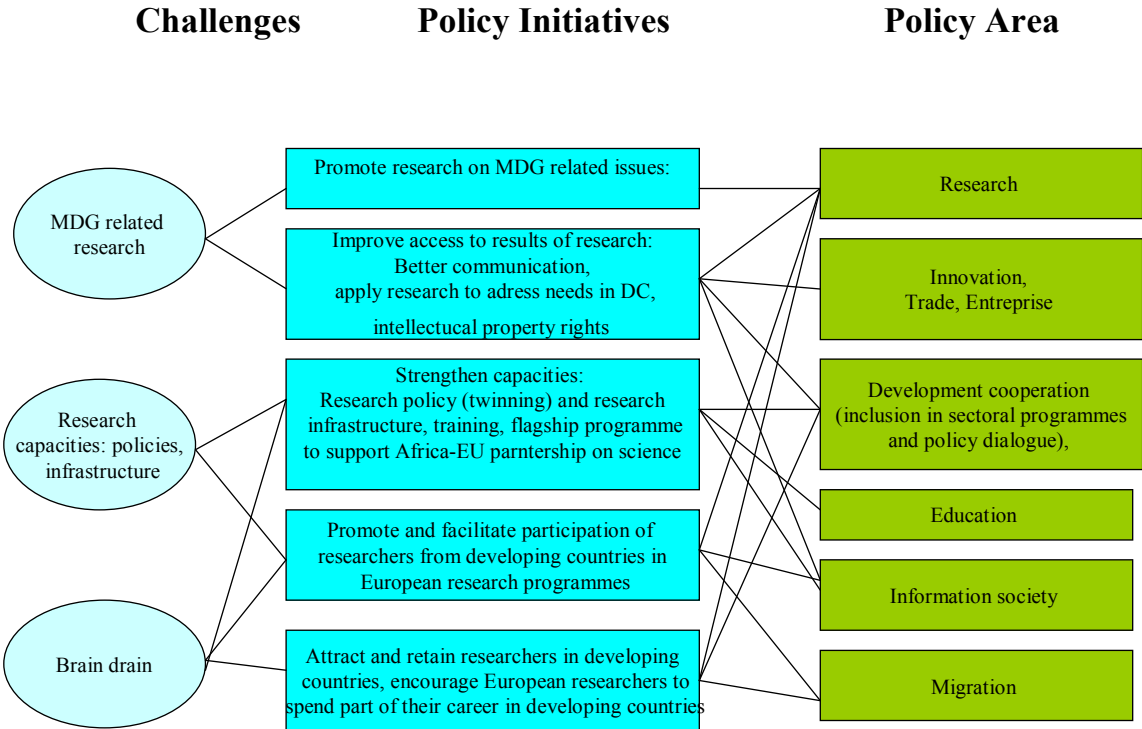 Challenges
Policy Initiatives
Policy Area
MDG related
research
Research
capacities: policies,
infrastructure
Brain drain
Promote research on MDG related issues:
Improve access to results of research:
Better communication,
apply research to adress needs in DC,
intellectucal property rights
Strengthen capacities:
Research policy (twinning) and research
infrastructure, training, flagship programme
to support Africa-EU parntership on science
Promote and facilitate participation of
researchers from developing countries in
European research programmes
Attract and retain researchers in developing
countries, encourage European researchers to
spend part of their career in developing countries
Research
Innovation,
Trade, Entreprise
Development cooperation
(inclusion in sectoral programmes
and policy dialogue),
Education
Information society
Migration